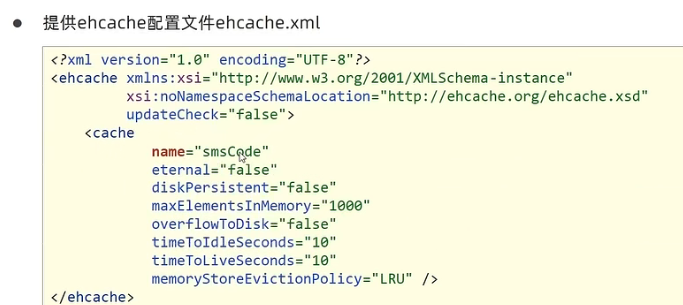 ● 提供ehcache配置文件ehcache.xml
<?xml version="1.0" encoding="UTF-8"?>
<ehcache xmlns:xsi="http://www.w3.org/2001/XMLSchema-instance"
         xsi:noNamespaceSchemaLocation="http://ehcache.org/ehcache.xsd"
         updateCheck="false">
    <cache
            name="smsCode"
            eternal="false"
            diskPersistent="false"
            maxElementsInMemory="1000"
            overflowToDisk="false"
            timeToIdleSeconds="10"
            timeToLiveSeconds="10"
            memoryStoreEvictionPolicy="LRU" />
</ehcache>